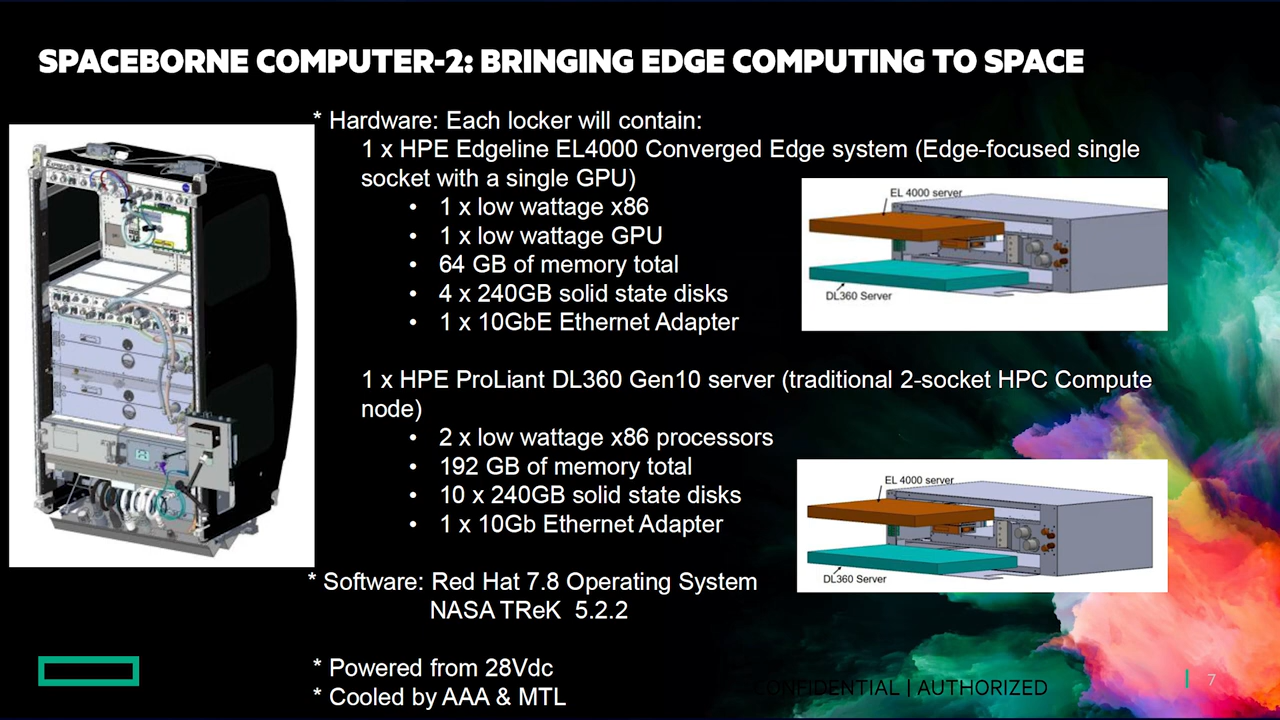 SPACEBORNE COMPUTER-2: BRINGING EDGE COMPUTING TO SPACE
* Hardware: Each locker will contain:
1 x HPE Edgeline EL4000 Converged Edge system (Edge-focused single
socket with a single GPU)
• 1 x low wattage x86
• 1 x low wattage GPU
• 64 GB of memory total
• 4 x 240GB solid state disks
• 1 x 10GbE Ethernet Adapter
EL 4000 server
DL360 Server
1 x HPE ProLiant DL360 Gen10 server (traditional 2-socket HPC Compute
node)
• 2 x low wattage x86 processors
• 192 GB of memory total
• 10 x 240GB solid state disks
• 1 x 10Gb Ethernet Adapter
EL 4000 server
DL360 Server
* Software: Red Hat 7.8 Operating System
NASA TReK 5.2.2
* Powered from 28Vdc
* Cooled by AAA & MTL
CONFIDENTIAL | AUTHORIZED
7